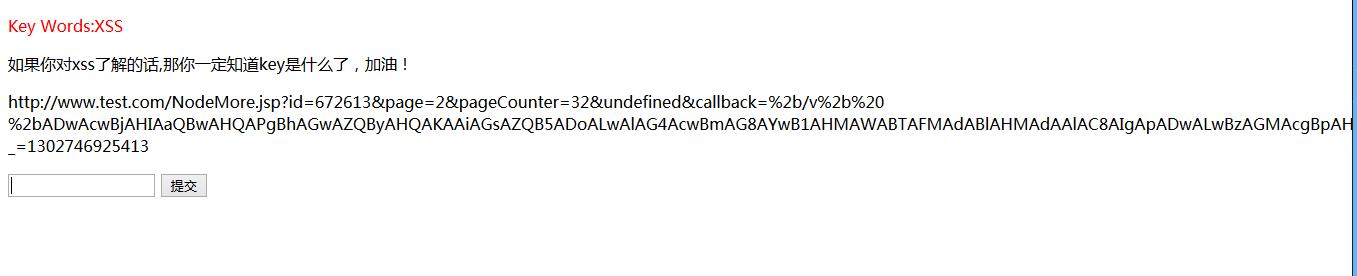 Key Words:XSS
如果你对xss了解的话,那你一定知道key是什么了，加油！
http://www.test.com/NodeMore.jsp?id=672613&page=2&pageCounter=32&undefined&callback=%2b/v%2b%20
%2bADwAcwBjAHIAaQBwAHQAPgBhAGwAZQByAHQAKAAiAGsAZQB5ADoALwAlAG4AcwBmAG8AYwB1AHMAWABTAFMAdABlAHMAdAAlAC8AIgApADwALwBzAGMAcgBpAH
_=1302746925413
提交